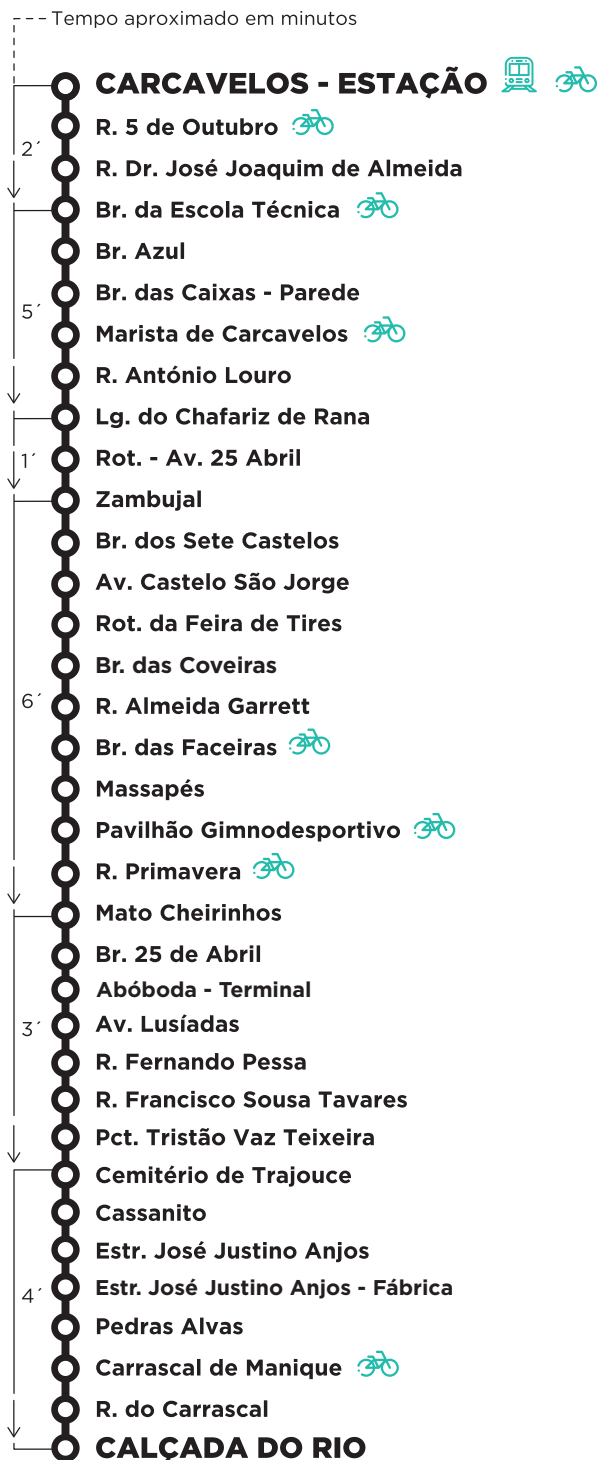 Tempo aproximado em minutos
CARCAVELOS - ESTAÇÃO
R. 5 de Outubro
2´
R. Dr. José Joaquim de Almeida
Br. da Escola Técnica
Br. Azul
Br. das Caixas - Parede
5´
Marista de Carcavelos
R. António Louro
Lg. do Chafariz de Rana
1´
Rot. - Av. 25 Abril
Zambujal
Br. dos Sete Castelos
Av. Castelo São Jorge
Rot. da Feira de Tires
Br. das Coveiras
6´
R. Almeida Garrett
Br. das Faceiras
Massapés
Pavilhão Gimnodesportivo
R. Primavera
Mato Cheirinhos
Br. 25 de Abril
Abóboda - Terminal
3´
Av. Lusíadas
R. Fernando Pessa
R. Francisco Sousa Tavares
Pct. Tristão Vaz Teixeira
Cemitério de Trajouce
Cassanito
Estr. José Justino Anjos
4´
Estr. José Justino Anjos - Fábrica
Pedras Alvas
Carrascal de Manique
R. do Carrascal
CALÇADA DO RIO